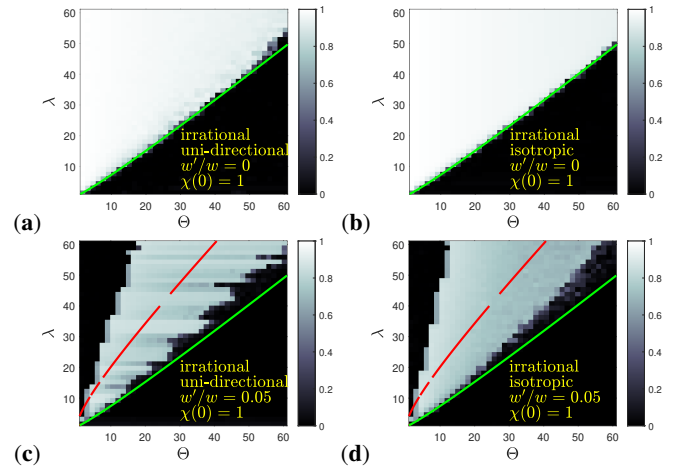 60
50
40
30
20
10
λ
10 20 30 40 50 60
Θ
1
0.8
0.6
0.4
0.2
0
irrational
uni-directional
w′/w = 0
χ(0) = 1
(a)
60
50
40
30
20
10
λ
10 20 30 40 50 60
Θ
1
0.8
0.6
0.4
0.2
0
irrational
isotropic
w′/w = 0
χ(0) = 1
(b)
60
50
40
30
20
10
λ
10 20 30 40 50 60
Θ
1
0.8
0.6
0.4
0.2
0
irrational
uni-directional
w′/w = 0.05
χ(0) = 1
(c)
60
50
40
30
20
10
λ
10 20 30 40 50 60
Θ
1
0.8
0.6
0.4
0.2
0
irrational
isotropic
w′/w = 0.05
χ(0) = 1
(d)